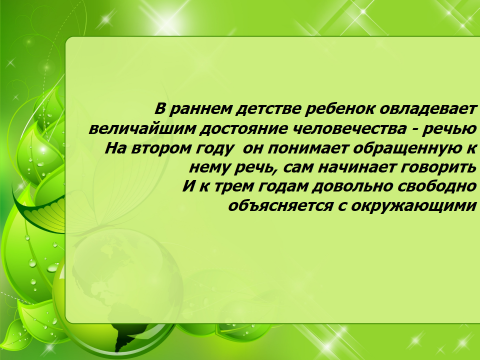 В раннем детстве ребенок овладевает
величайшим достояние человечества - речью
На втором году он понимает обращенную к
нему речь, сам начинает говорить
И к трем годам довольно свободно
объясняется с окружающими